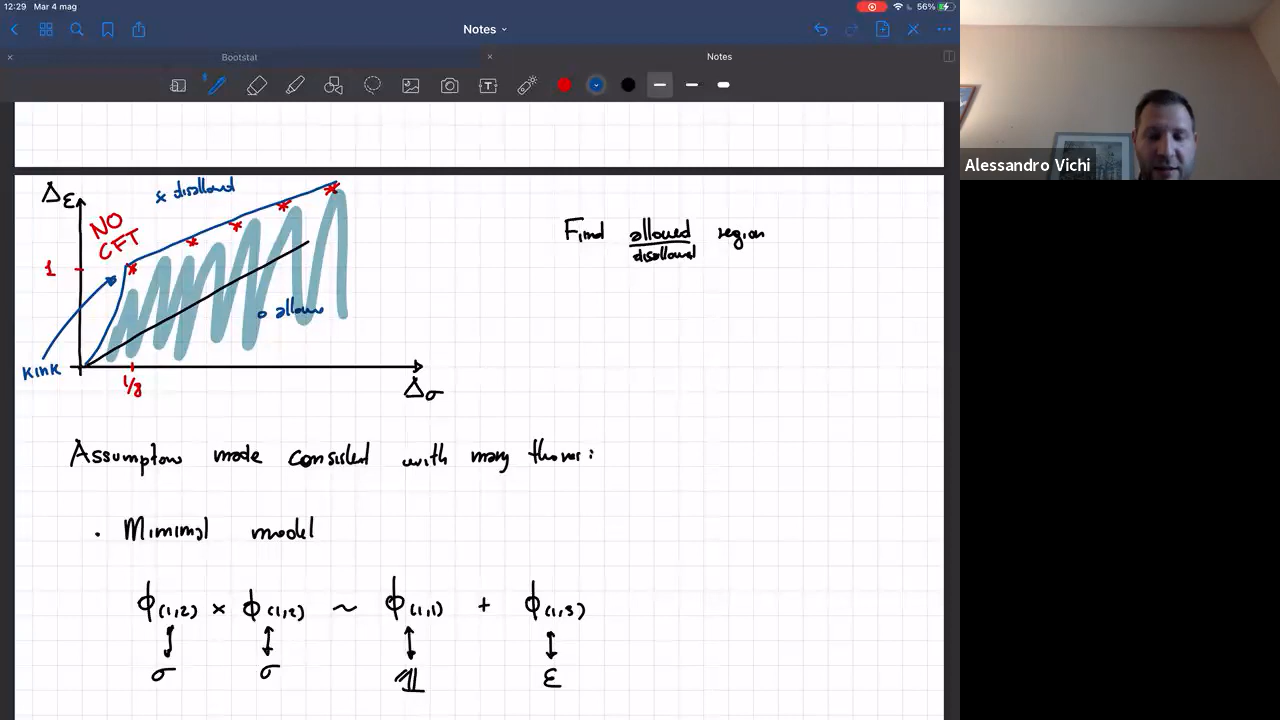 12:29 Mar 4 mag
56%
Notes
Bootstat
Notes
Alessandro Vichi
Δε
x disallowed
NO
CFT
1
o allow
KINK
1/8
Δσ
Find allowed region
disallowed
Assumption made consistent with many theories:
· Minimal model
ϕ(1,2) × ϕ(1,2) ~ ϕ(1,1) + ϕ(1,3)
σ σ 𝟙 ε